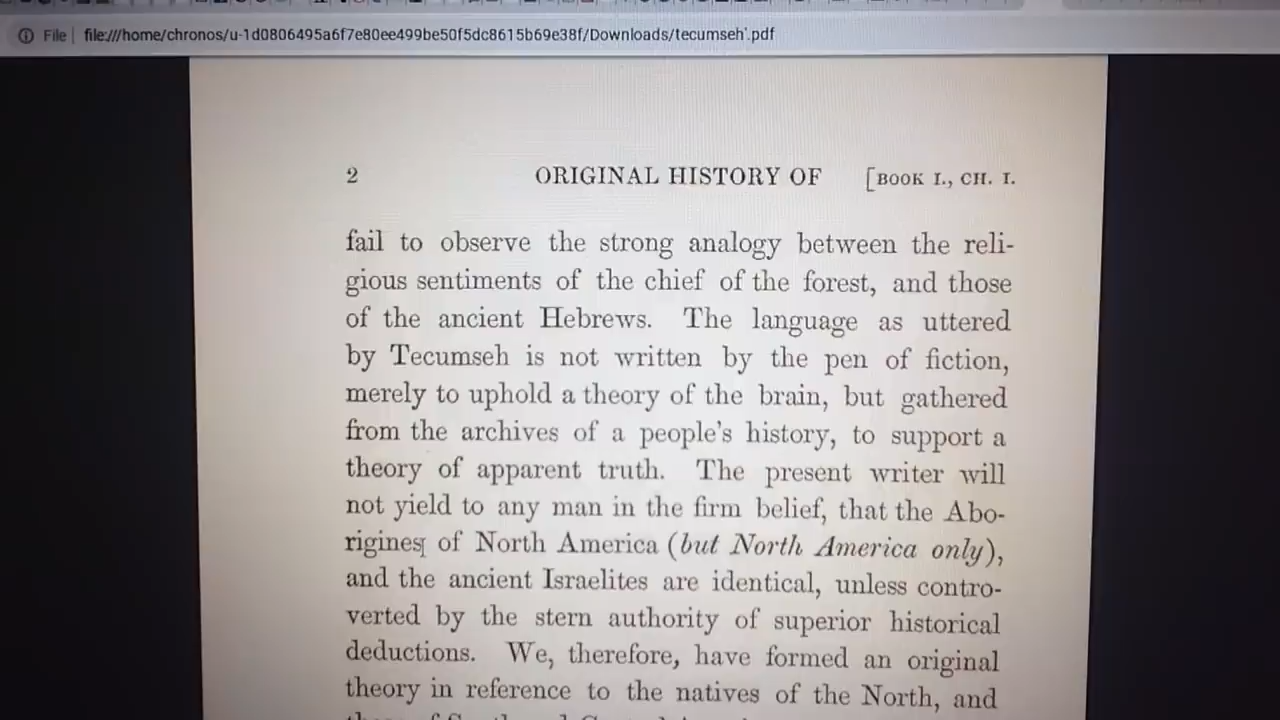 File | file:///home/chronos/u-1d0806495a6f7e80ee499be50f5dc8615b69e38f/Downloads/tecumseh'.pdf
2 ORIGINAL HISTORY OF [BOOK I., CH. I.
fail to observe the strong analogy between the reli-
gious sentiments of the chief of the forest, and those
of the ancient Hebrews. The language as uttered
by Tecumseh is not written by the pen of fiction,
merely to uphold a theory of the brain, but gathered
from the archives of a people's history, to support a
theory of apparent truth. The present writer will
not yield to any man in the firm belief, that the Abo-
rigines of North America (but North America only),
and the ancient Israelites are identical, unless contro-
verted by the stern authority of superior historical
deductions. We, therefore, have formed an original
theory in reference to the natives of the North, and